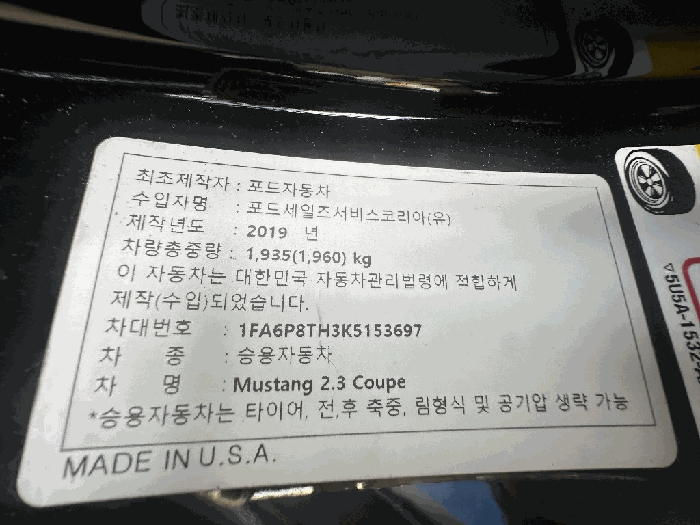 최초제작자 : 포드자동차
수입자명 : 포드세일즈서비스코리아(유)
제작년도 : 2019 년
차량총중량 : 1,935(1,960) kg
이 자동차는 대한민국 자동차관리법령에 적합하게
제작(수입)되었습니다.
차대번호 : 1FA6P8TH3K5153697
차 종 : 승용자동차
차 명 : Mustang 2.3 Coupe
*승용자동차는 타이어, 전,후 축중, 림형식 및 공기압 생략 가능
MADE IN U.S.A.